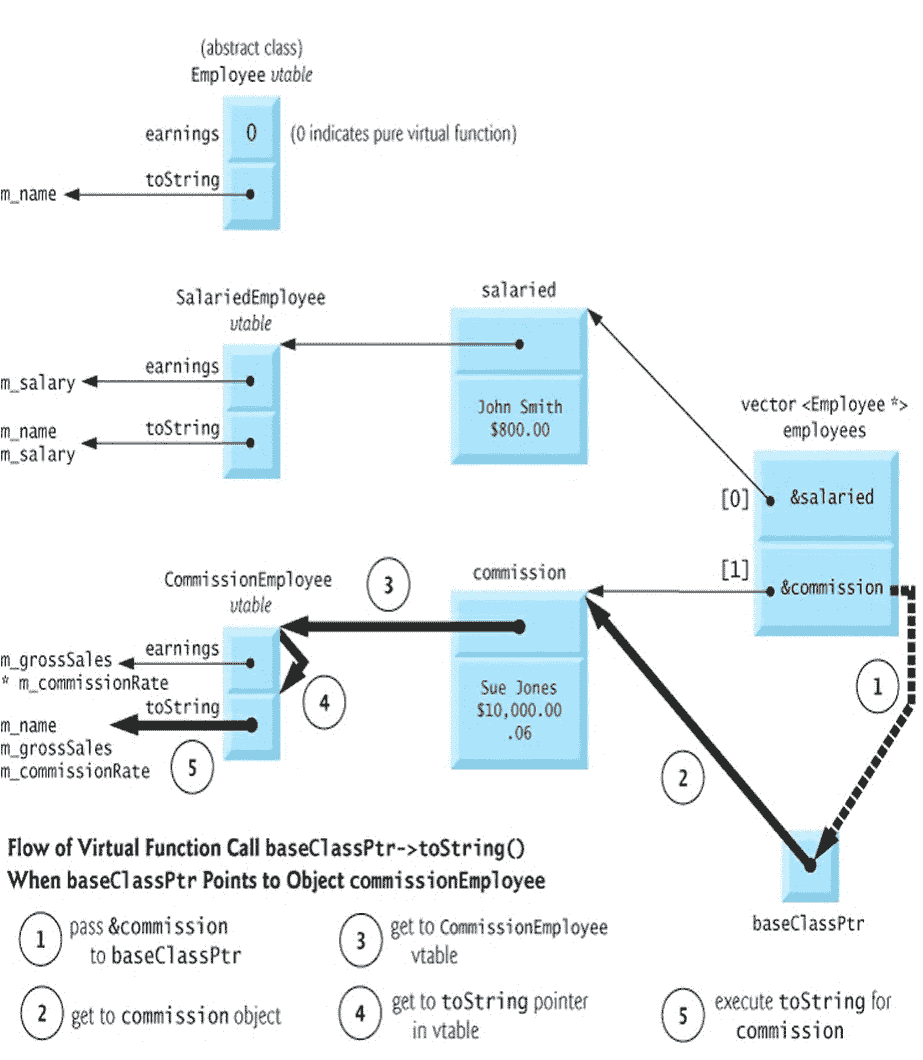 (abstract class)
Employee vtable
earnings
0
(0 indicates pure virtual function)
toString
m_name
SalariedEmployee
vtable
salaried
earnings
m_salary
John Smith
$800.00
toString
m_name
m_salary
vector <Employee *>
employees
[0]
&salaried
[1]
&commission
CommissionEmployee
vtable
3
commission
earnings
m_grossSales
* m_commissionRate
4
Sue Jones
$10,000.00
.06
1
toString
m_name
m_grossSales
m_commissionRate
5
2
baseClassPtr
Flow of Virtual Function Call baseClassPtr->toString()
When baseClassPtr Points to Object commissionEmployee
1 pass &commission
to baseClassPtr
2 get to commission object
3 get to CommissionEmployee
vtable
4 get to toString pointer
in vtable
5 execute toString for
commission